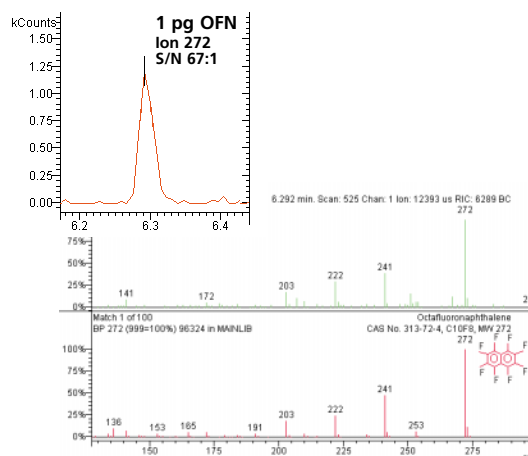 kCounts
1 pg OFN
Ion 272
S/N 67:1
1.50
1.25
1.00
0.75
0.50
0.25
0.00
6.2 6.3 6.4
6.292 min. Scan: 525 Chan: 1 Ion: 12393 us RIC: 6289 BC
272
75%
50%
25%
0%
141 172 203 222 241
Match 1 of 100
BP 272 (999=100%) 96324 in MAINLIB
Octafluoronaphthalene
CAS No. 313-72-4, C10F8, MW 272
100%
75%
50%
25%
0%
136 153 165 191 203 222 241 253 272
F F
F F
F F
F F
150 175 200 225 250 275